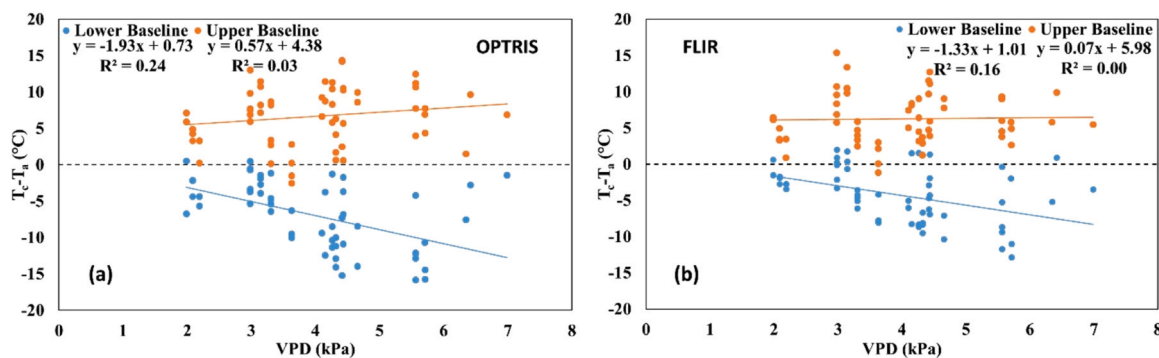 20
15
10
5
0
-5
-10
-15
-20
Tc-Ta (°C)
Lower Baseline Upper Baseline
y = -1.93x + 0.73 y = 0.57x + 4.38
R² = 0.24 R² = 0.03
OPTRIS
(a)
0 1 2 3 4 5 6 7 8
VPD (kPa)
20
15
10
5
0
-5
-10
-15
-20
Tc-Ta (°C)
Lower Baseline Upper Baseline
y = -1.33x + 1.01 y = 0.07x + 5.98
R² = 0.16 R² = 0.00
FLIR
(b)
0 1 2 3 4 5 6 7 8
VPD (kPa)